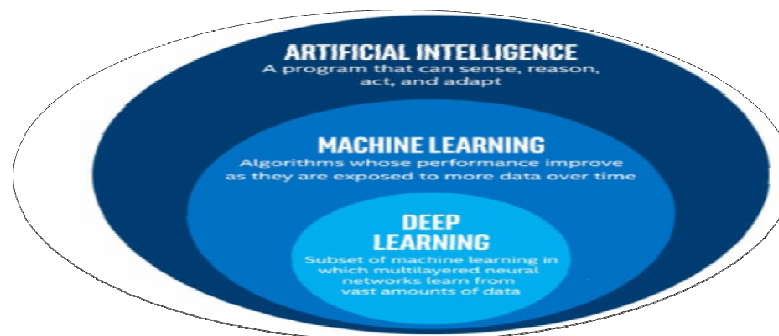 ARTIFICIAL INTELLIGENCE
A program that can sense, reason,
act, and adapt
MACHINE LEARNING
Algorithms whose performance improve
as they are exposed to more data over time
DEEP
LEARNING
Subset of machine learning in
which multilayered neural
networks learn from
vast amounts of data